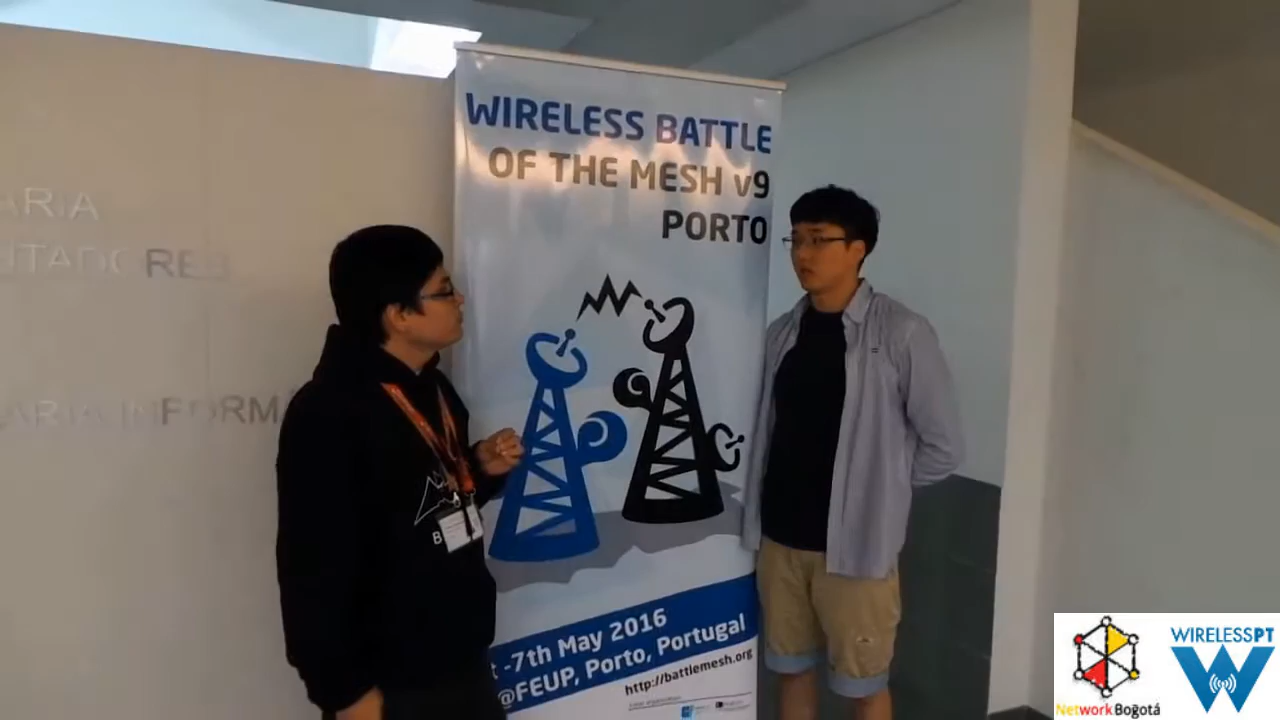 WIRELESS BATTLE
OF THE MESH v9
PORTO
ARIA
UTADORES
ARIA INFORM
-7th May 2016
@FEUP, Porto, Portugal
http://battlemesh.org
B
NetworkBogotá
WIRELESSPT